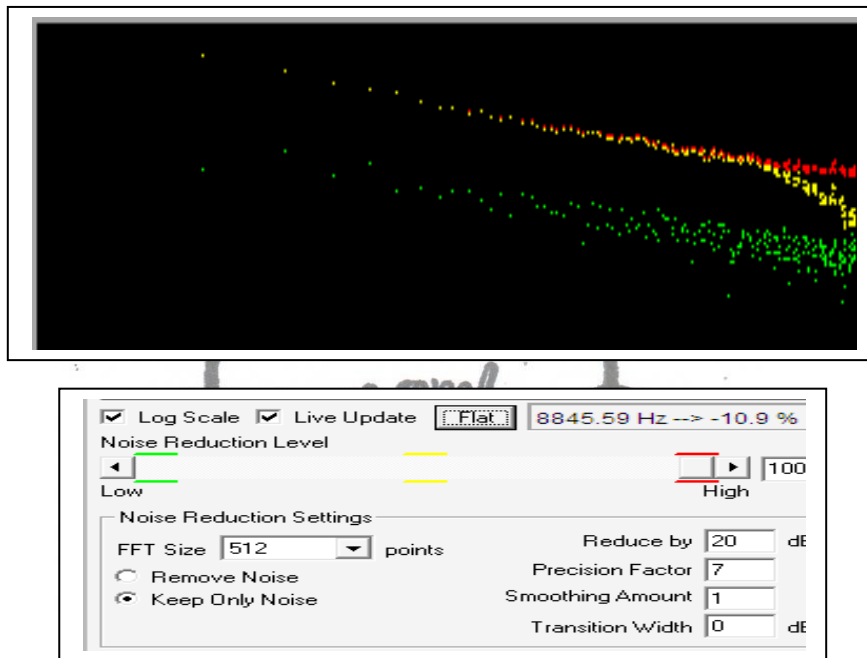 Log Scale Live Update Flat 8845.59 Hz --> -10.9 %
Noise Reduction Level
100
Low High
Noise Reduction Settings
FFT Size 512 points
Remove Noise
Keep Only Noise
Reduce by 20
Precision Factor 7
Smoothing Amount 1
Transition Width 0